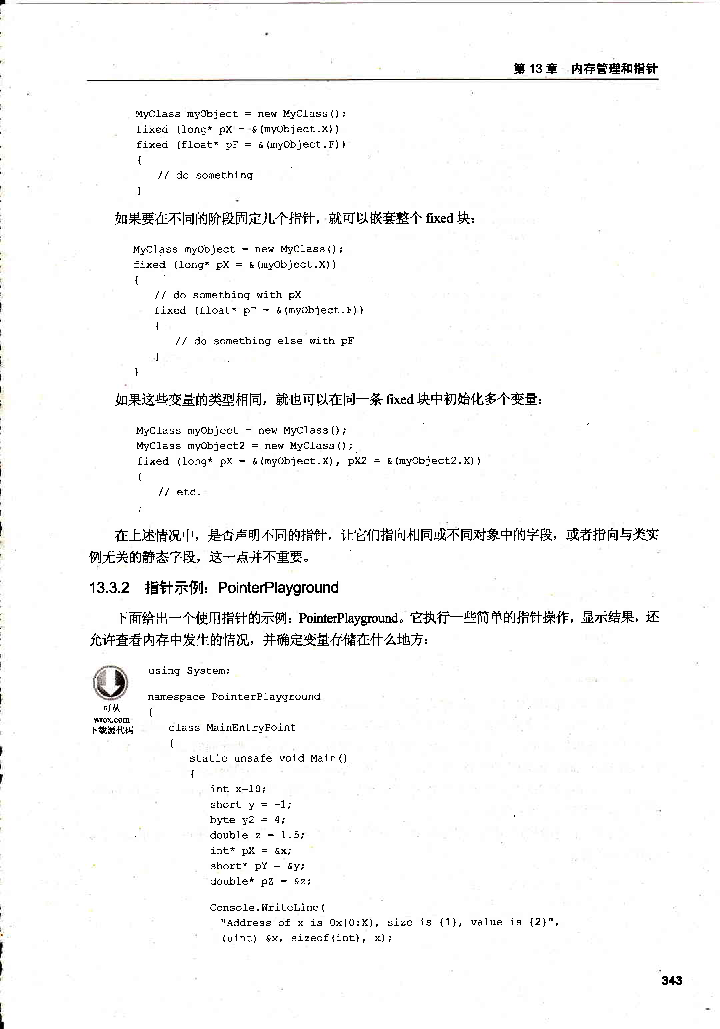 第 13 章 内存管理和指针
MyClass myObject = new MyClass();
fixed (long* pX = &(myObject.X))
fixed (float* pF = &(myObject.F))
{
// do something
}
如果要在不同的阶段固定几个指针，就可以嵌套整个 fixed 块：
MyClass myObject = new MyClass();
fixed (long* pX = &(myObject.X))
{
// do something with pX
fixed (float* pF = &(myObject.F))
{
// do something else with pF
}
}
如果这些变量的类型相同，就也可以在同一条 fixed 块中初始化多个变量：
MyClass myObject = new MyClass();
MyClass myObject2 = new MyClass();
fixed (long* pX = &(myObject.X), pX2 = &(myObject2.X))
{
// etc.
}
在上述情况中，是否声明不同的指针，让它们指向相同或不同对象中的字段，或者指向与类实
例无关的静态字段，这一点并不重要。
13.3.2 指针示例：PointerPlayground
下面给出一个使用指针的示例：PointerPlayground。它执行一些简单的指针操作，显示结果，还
允许查看内存中发生的情况，并确定变量存储在什么地方：
可从
wrox.com
下载源代码
using System;
namespace PointerPlayground
{
class MainEntryPoint
{
static unsafe void Main()
{
int x=10;
short y = -1;
byte y2 = 4;
double z = 1.5;
int* pX = &x;
short* pY = &y;
double* pZ = &z;
Console.WriteLine(
"Address of x is 0x{0:X}, size is {1}, value is {2}",
(uint) &x, sizeof(int), x);
343